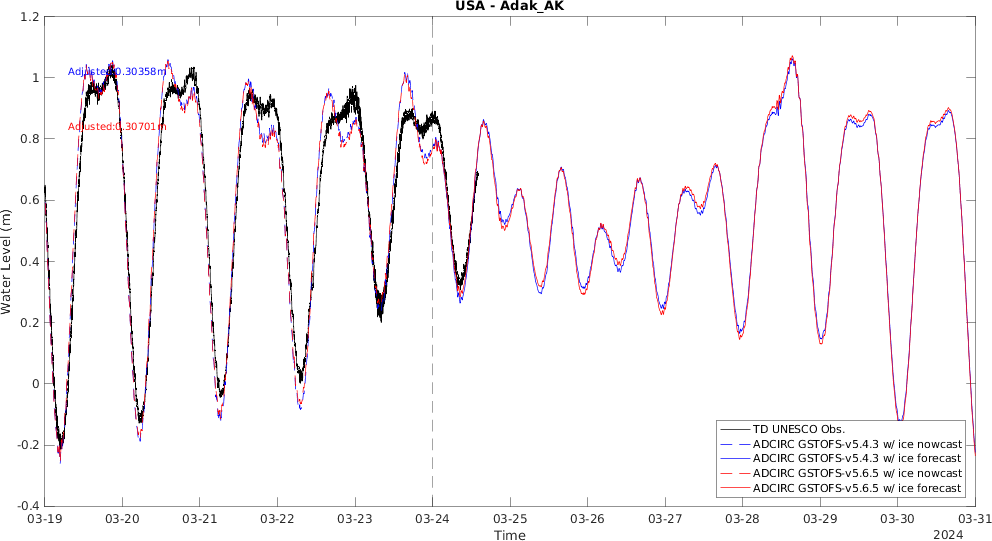 USA - Adak_AK
Water Level (m)
1.2
1
0.8
0.6
0.4
0.2
0
-0.2
-0.4
Adjusted:0.30358m
Adjusted:0.30701m
TD UNESCO Obs.
ADCIRC GSTOFS-v5.4.3 w/ ice nowcast
ADCIRC GSTOFS-v5.4.3 w/ ice forecast
ADCIRC GSTOFS-v5.6.5 w/ ice nowcast
ADCIRC GSTOFS-v5.6.5 w/ ice forecast
03-19 03-20 03-21 03-22 03-23 03-24 03-25 03-26 03-27 03-28 03-29 03-30 03-31
Time
2024